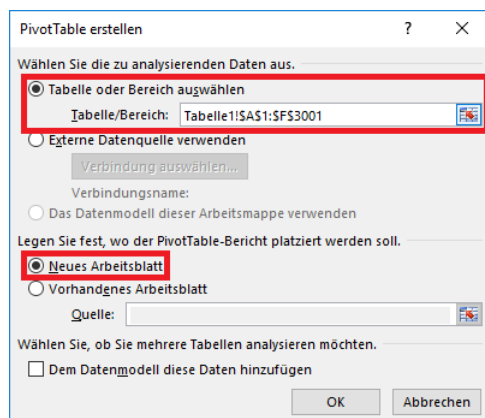 PivotTable erstellen ? ×
Wählen Sie die zu analysierenden Daten aus.
Tabelle oder Bereich auswählen
Tabelle/Bereich: Tabelle1!$A$1:$F$3001
Externe Datenquelle verwenden
Verbindung auswählen...
Verbindungsname:
Das Datenmodell dieser Arbeitsmappe verwenden
Legen Sie fest, wo der PivotTable-Bericht platziert werden soll.
Neues Arbeitsblatt
Vorhandenes Arbeitsblatt
Quelle:
Wählen Sie, ob Sie mehrere Tabellen analysieren möchten.
Dem Datenmodell diese Daten hinzufügen
OK Abbrechen